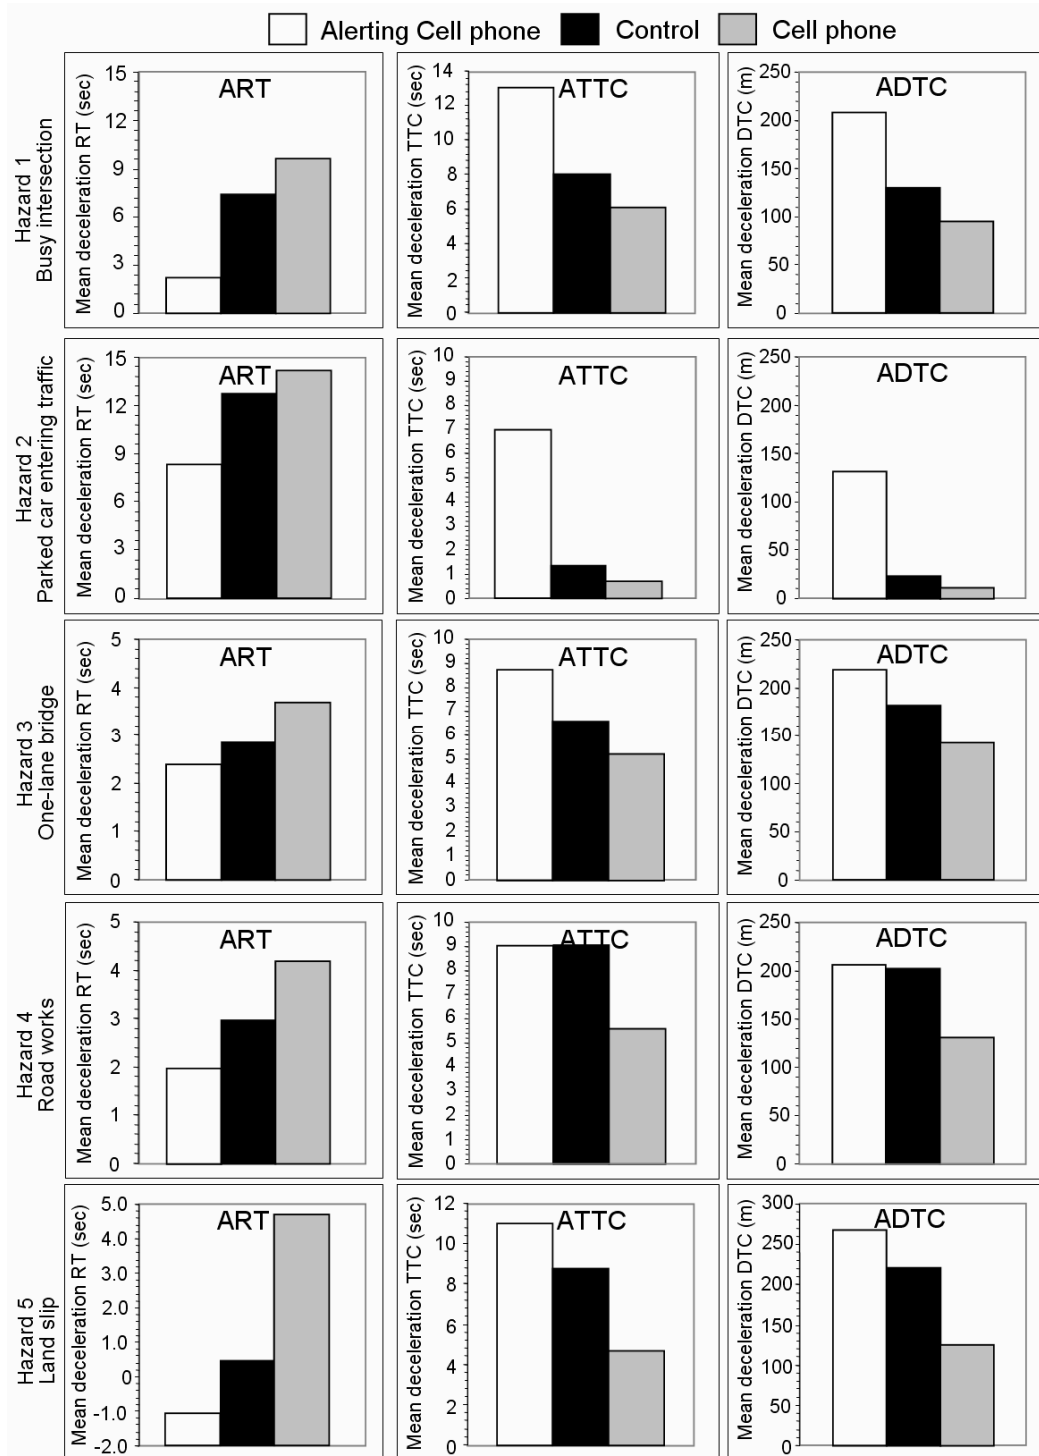 Alerting Cell phone Control Cell phone
Hazard 1
Busy intersection
Mean deceleration RT (sec)
ART
15
12
9
6
3
0
Mean deceleration TTC (sec)
ATTC
14
12
10
8
6
4
2
0
Mean deceleration DTC (m)
ADTC
250
200
150
100
50
0
Hazard 2
Parked car entering traffic
Mean deceleration RT (sec)
ART
15
12
9
6
3
0
Mean deceleration TTC (sec)
ATTC
10
9
8
7
6
5
4
3
2
1
0
Mean deceleration DTC (m)
ADTC
250
200
150
100
50
0
Hazard 3
One-lane bridge
Mean deceleration RT (sec)
ART
5
4
3
2
1
0
Mean deceleration TTC (sec)
ATTC
10
9
8
7
6
5
4
3
2
1
0
Mean deceleration DTC (m)
ADTC
250
200
150
100
50
0
Hazard 4
Road works
Mean deceleration RT (sec)
ART
5
4
3
2
1
0
Mean deceleration TTC (sec)
ATTC
10
9
8
7
6
5
4
3
2
1
0
Mean deceleration DTC (m)
ADTC
250
200
150
100
50
0
Hazard 5
Land slip
Mean deceleration RT (sec)
ART
5.0
4.0
3.0
2.0
1.0
0
-1.0
-2.0
Mean deceleration TTC (sec)
ATTC
12
10
8
6
4
2
0
Mean deceleration DTC (m)
ADTC
300
250
200
150
100
50
0